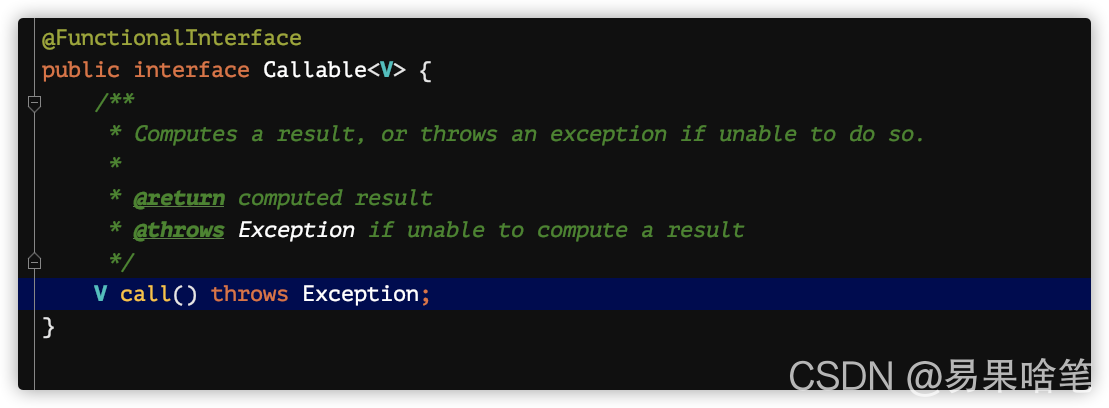 @FunctionalInterface
public interface Callable<V> {
    /**
     * Computes a result, or throws an exception if unable to do so.
     *
     * @return computed result
     * @throws Exception if unable to compute a result
     */
    V call() throws Exception;
}
CSDN @易果啥笔